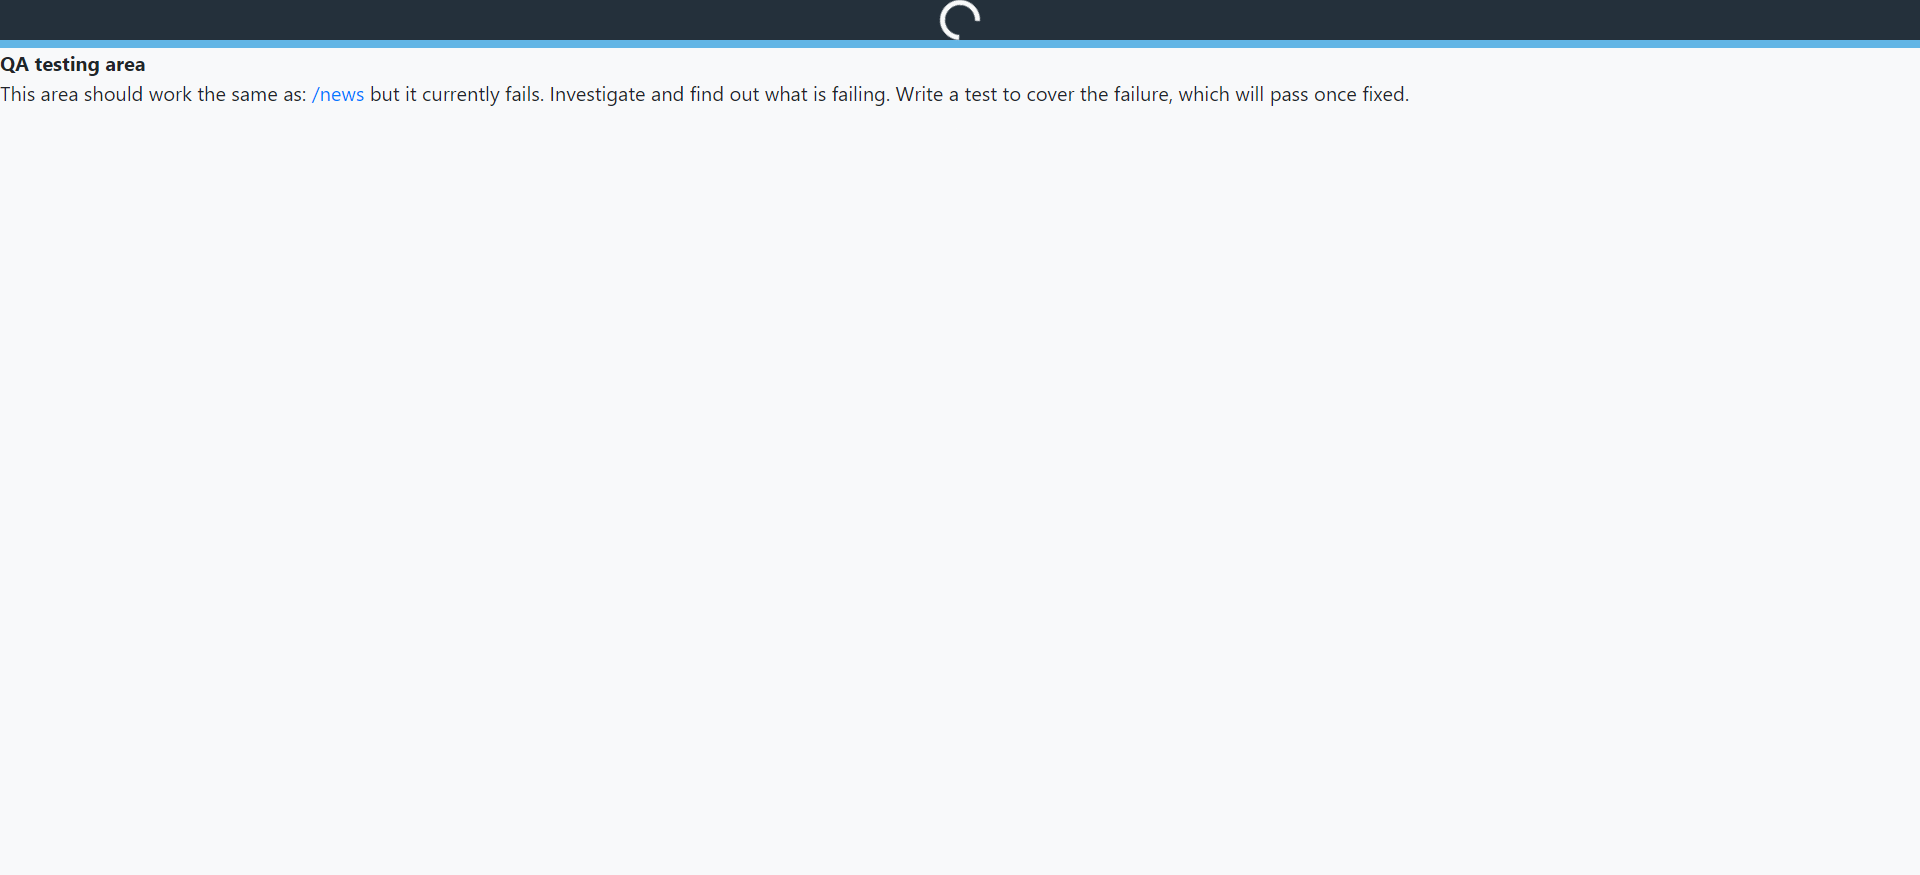 QA testing area
This area should work the same as: /news but it currently fails. Investigate and find out what is failing. Write a test to cover the failure, which will pass once fixed.